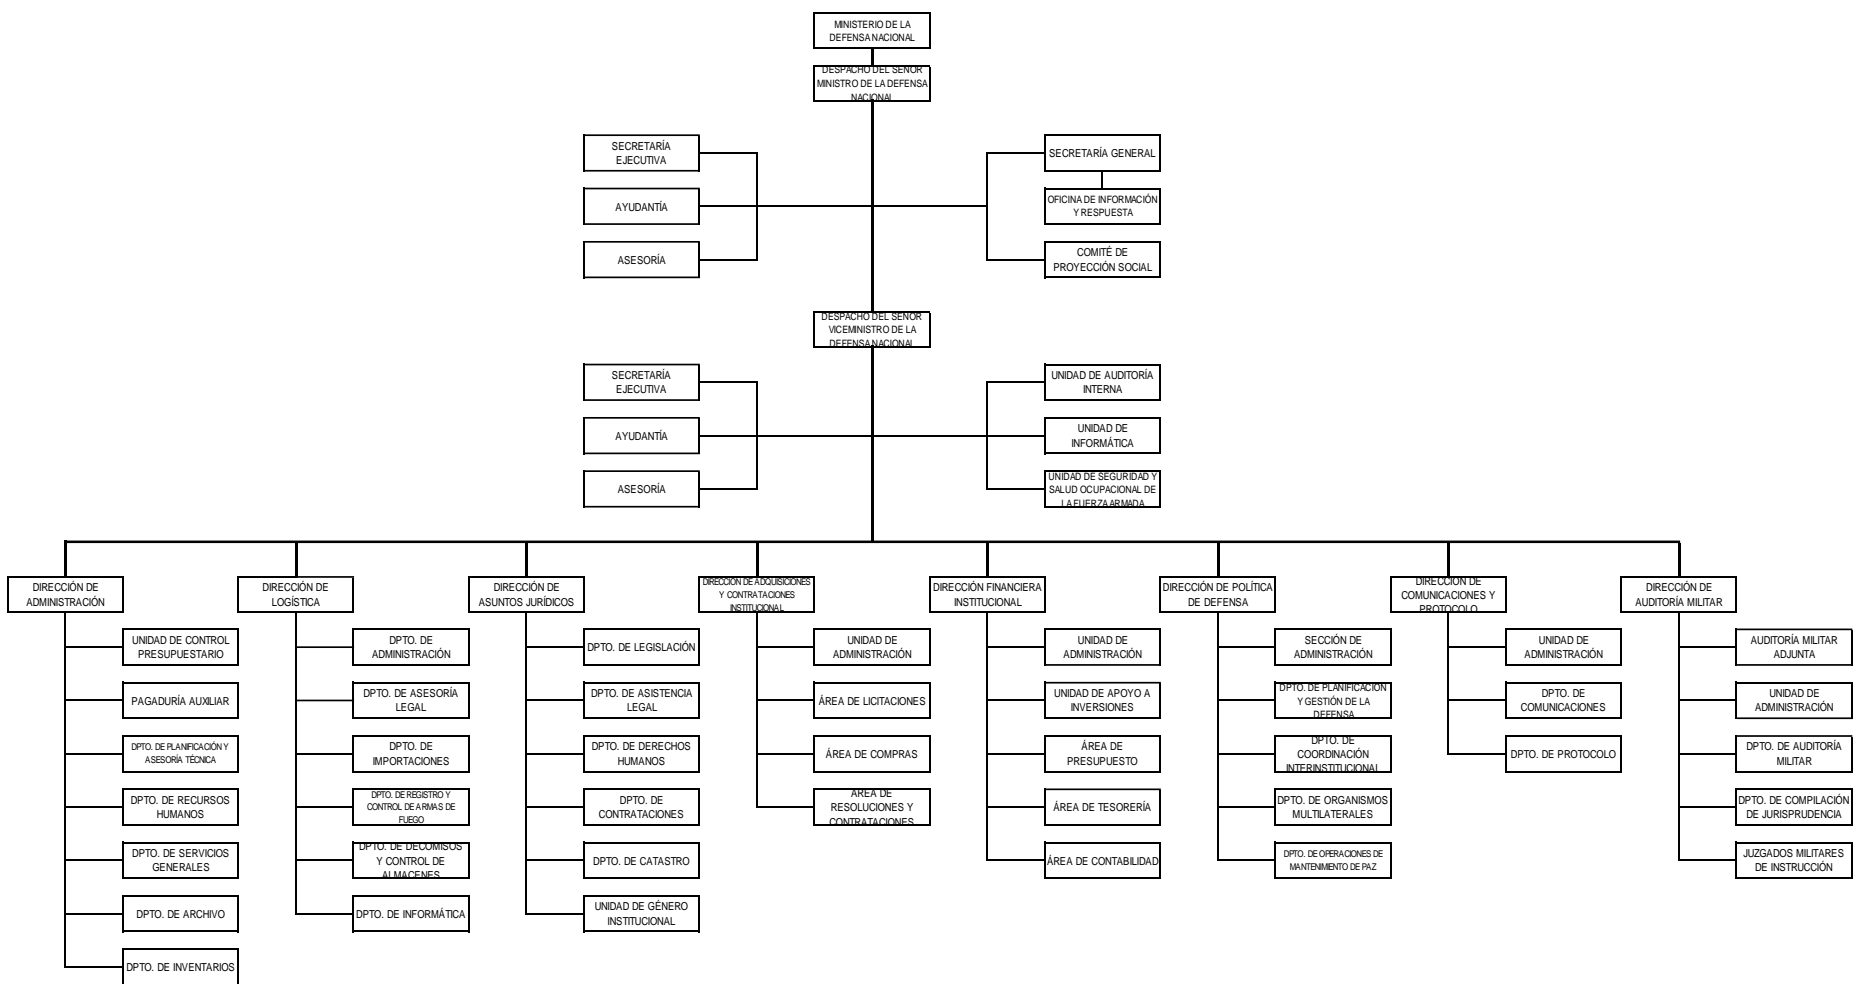 MINISTERIO DE LA
DEFENSA NACIONAL
DESPACHO DEL SEÑOR
MINISTRO DE LA DEFENSA
NACIONAL
SECRETARÍA
EJECUTIVA
AYUDANTÍA
ASESORÍA
SECRETARÍA GENERAL
OFICINA DE INFORMACIÓN
Y RESPUESTA
COMITÉ DE
PROYECCIÓN SOCIAL
DESPACHO DEL SEÑOR
VICEMINISTRO DE LA
DEFENSA NACIONAL
SECRETARÍA
EJECUTIVA
AYUDANTÍA
ASESORÍA
UNIDAD DE AUDITORÍA
INTERNA
UNIDAD DE
INFORMÁTICA
UNIDAD DE SEGURIDAD Y
SALUD OCUPACIONAL DE
LA FUERZA ARMADA
DIRECCIÓN DE
ADMINISTRACIÓN
UNIDAD DE CONTROL
PRESUPUESTARIO
PAGADURÍA AUXILIAR
DPTO. DE PLANIFICACIÓN Y
ASESORÍA TÉCNICA
DPTO. DE RECURSOS
HUMANOS
DPTO. DE SERVICIOS
GENERALES
DPTO. DE ARCHIVO
DPTO. DE INVENTARIOS
DIRECCIÓN DE
LOGÍSTICA
DPTO. DE
ADMINISTRACIÓN
DPTO. DE ASESORÍA
LEGAL
DPTO. DE
IMPORTACIONES
DPTO. DE REGISTRO Y
CONTROL DE ARMAS DE
FUEGO
DPTO. DE DECOMISOS
Y CONTROL DE
ALMACENES
DPTO. DE INFORMÁTICA
DIRECCIÓN DE
ASUNTOS JURÍDICOS
DPTO. DE LEGISLACIÓN
DPTO. DE ASISTENCIA
LEGAL
DPTO. DE DERECHOS
HUMANOS
DPTO. DE
CONTRATACIONES
DPTO. DE CATASTRO
UNIDAD DE GÉNERO
INSTITUCIONAL
DIRECCIÓN DE ADQUISICIONES
Y CONTRATACIONES
INSTITUCIONAL
UNIDAD DE
ADMINISTRACIÓN
ÁREA DE LICITACIONES
ÁREA DE COMPRAS
ÁREA DE
RESOLUCIONES Y
CONTRATACIONES
DIRECCIÓN FINANCIERA
INSTITUCIONAL
UNIDAD DE
ADMINISTRACIÓN
UNIDAD DE APOYO A
INVERSIONES
ÁREA DE
PRESUPUESTO
ÁREA DE TESORERÍA
ÁREA DE CONTABILIDAD
DIRECCIÓN DE POLÍTICA
DE DEFENSA
SECCIÓN DE
ADMINISTRACIÓN
DPTO. DE PLANIFICACIÓN
Y GESTIÓN DE LA
DEFENSA
DPTO. DE
COORDINACIÓN
INTERINSTITUCIONAL
DPTO. DE ORGANISMOS
MULTILATERALES
DPTO. DE OPERACIONES DE
MANTENIMIENTO DE PAZ
DIRECCIÓN DE
COMUNICACIONES Y
PROTOCOLO
UNIDAD DE
ADMINISTRACIÓN
DPTO. DE
COMUNICACIONES
DPTO. DE PROTOCOLO
DIRECCIÓN DE
AUDITORÍA MILITAR
AUDITORÍA MILITAR
ADJUNTA
UNIDAD DE
ADMINISTRACIÓN
DPTO. DE AUDITORÍA
MILITAR
DPTO. DE COMPILACIÓN
DE JURISPRUDENCIA
JUZGADOS MILITARES
DE INSTRUCCIÓN